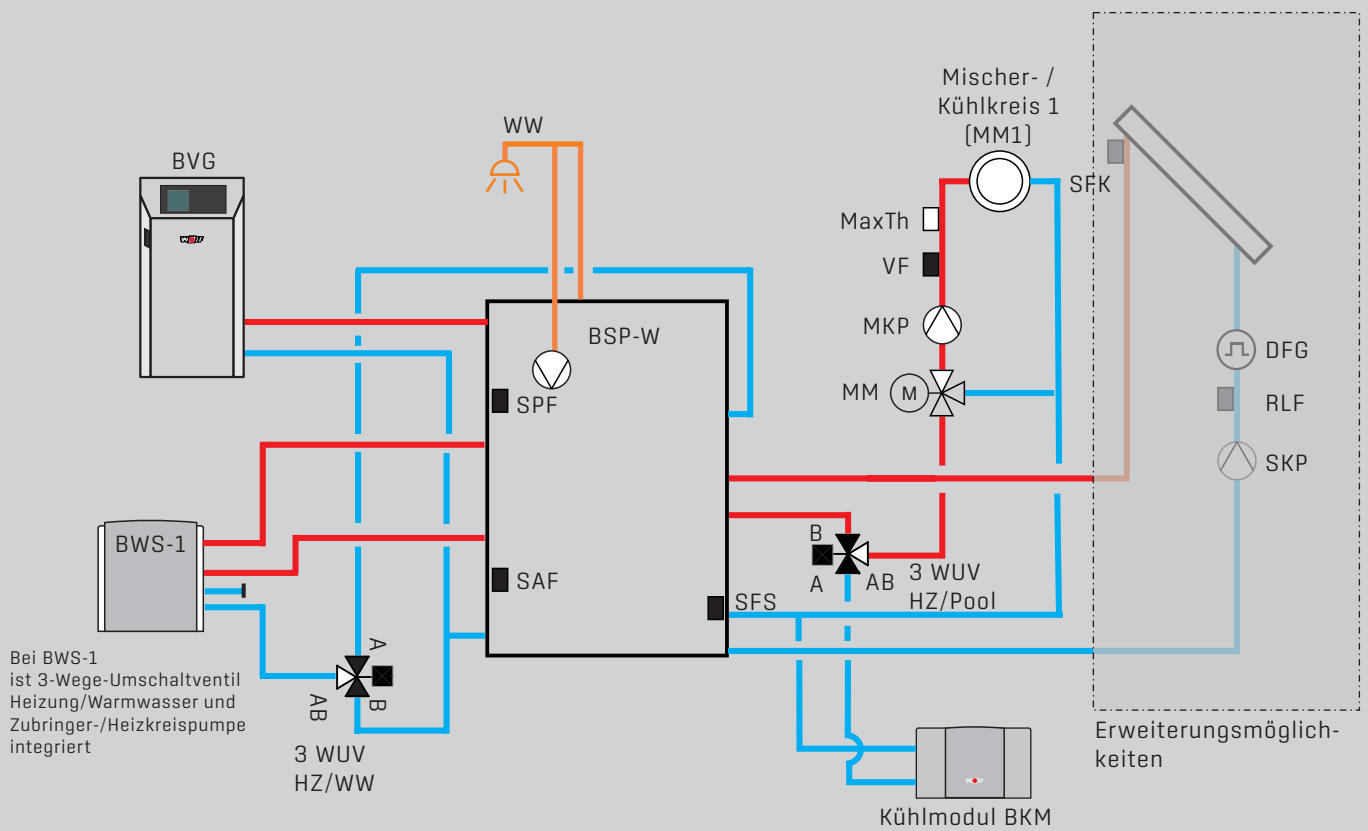 Mischer- /
Kühlkreis 1
(MM1)
WW
BVG
WOLF
SFK
MaxTh
VF
MKP
BSP-W
DFG
MM
M
SPF
RLF
SKP
BWS-1
B
A
AB
3 WUV
HZ/Pool
SAF
SFS
A
B
AB
3 WUV
HZ/WW
Bei BWS-1
ist 3-Wege-Umschaltventil
Heizung/Warmwasser und
Zubringer-/Heizkreispumpe
integriert
Erweiterungsmöglich-
keiten
WOLF
Kühlmodul BKM